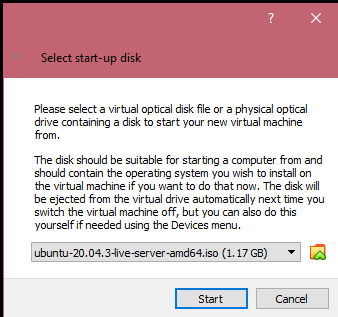 ?
Select start-up disk
Please select a virtual optical disk file or a physical optical
drive containing a disk to start your new virtual machine
from.
The disk should be suitable for starting a computer from and
should contain the operating system you wish to install on
the virtual machine if you want to do that now. The disk will
be ejected from the virtual drive automatically next time you
switch the virtual machine off, but you can also do this
yourself if needed using the Devices menu.
ubuntu-20.04.3-live-server-amd64.iso (1.17 GB)
Start Cancel